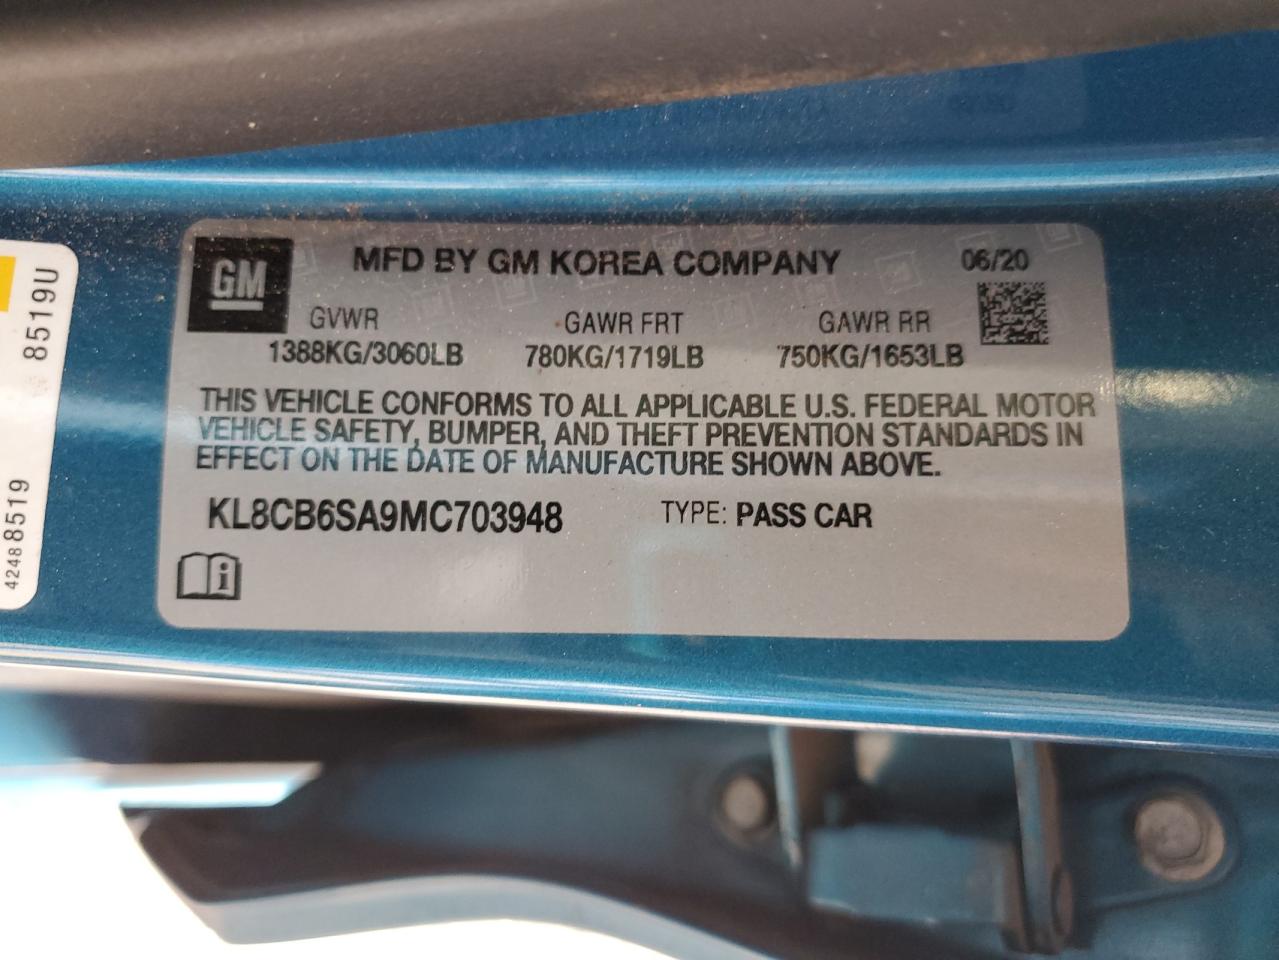 GM
MFD BY GM KOREA COMPANY
06/20
GVWR GAWR FRT GAWR RR
1388KG/3060LB 780KG/1719LB 750KG/1653LB
THIS VEHICLE CONFORMS TO ALL APPLICABLE U.S. FEDERAL MOTOR
VEHICLE SAFETY, BUMPER, AND THEFT PREVENTION STANDARDS IN
EFFECT ON THE DATE OF MANUFACTURE SHOWN ABOVE.
KL8CB6SA9MC703948 TYPE: PASS CAR
i
42488519 8519U